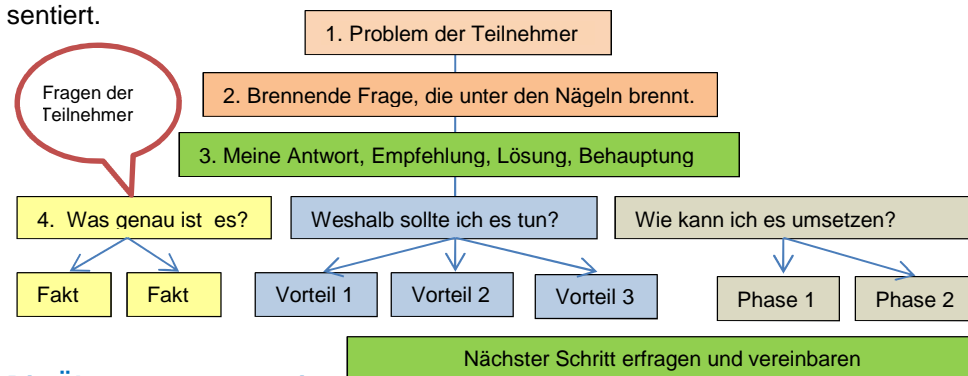 sentiert.
1. Problem der Teilnehmer
Fragen der
Teilnehmer
2. Brennende Frage, die unter den Nägeln brennt.
3. Meine Antwort, Empfehlung, Lösung, Behauptung
4. Was genau ist es?
Weshalb sollte ich es tun?
Wie kann ich es umsetzen?
Fakt
Fakt
Vorteil 1
Vorteil 2
Vorteil 3
Phase 1
Phase 2
Nächster Schritt erfragen und vereinbaren